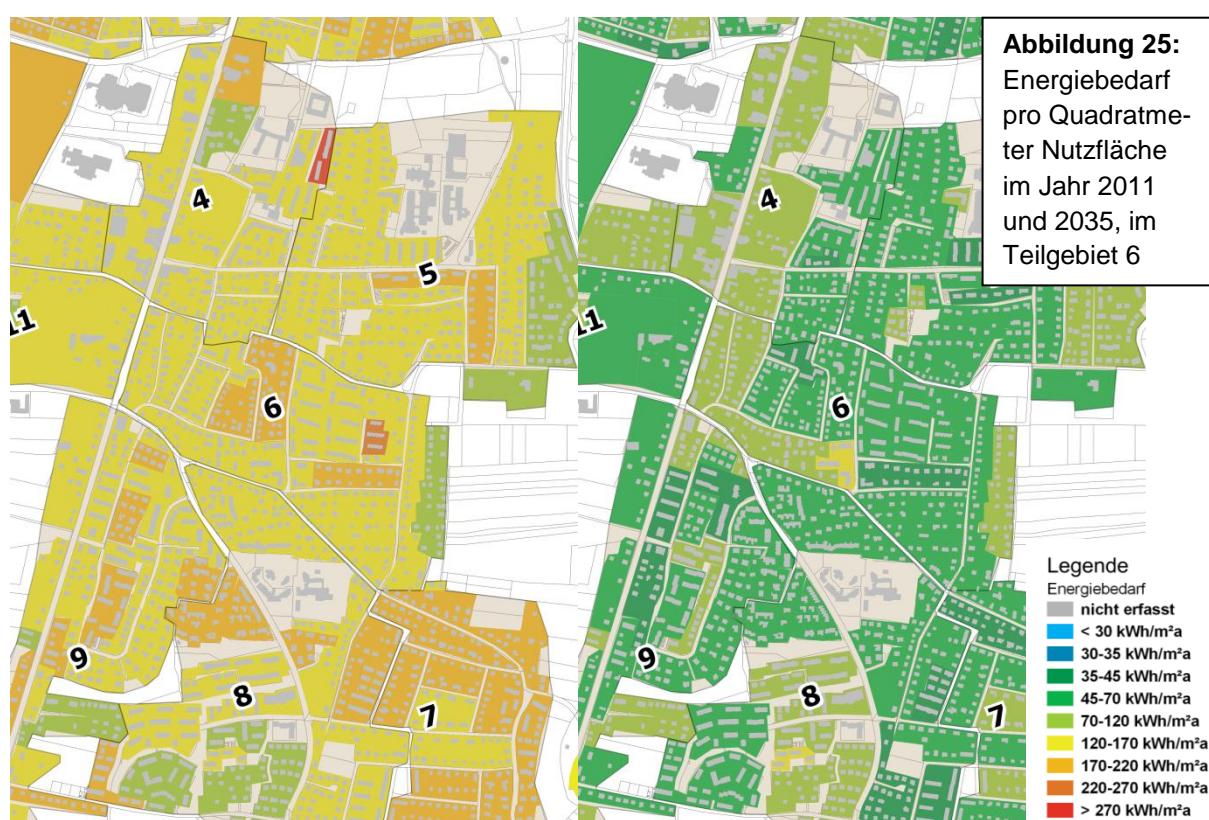 Abbildung 25:
Energiebedarf
pro Quadratme-
ter Nutzfläche
im Jahr 2011
und 2035, im
Teilgebiet 6
4
5
11
6
9
8
7
4
11
6
9
8
7
Legende
Energiebedarf
nicht erfasst
< 30 kWh/m²a
30-35 kWh/m²a
35-45 kWh/m²a
45-70 kWh/m²a
70-120 kWh/m²a
120-170 kWh/m²a
170-220 kWh/m²a
220-270 kWh/m²a
> 270 kWh/m²a